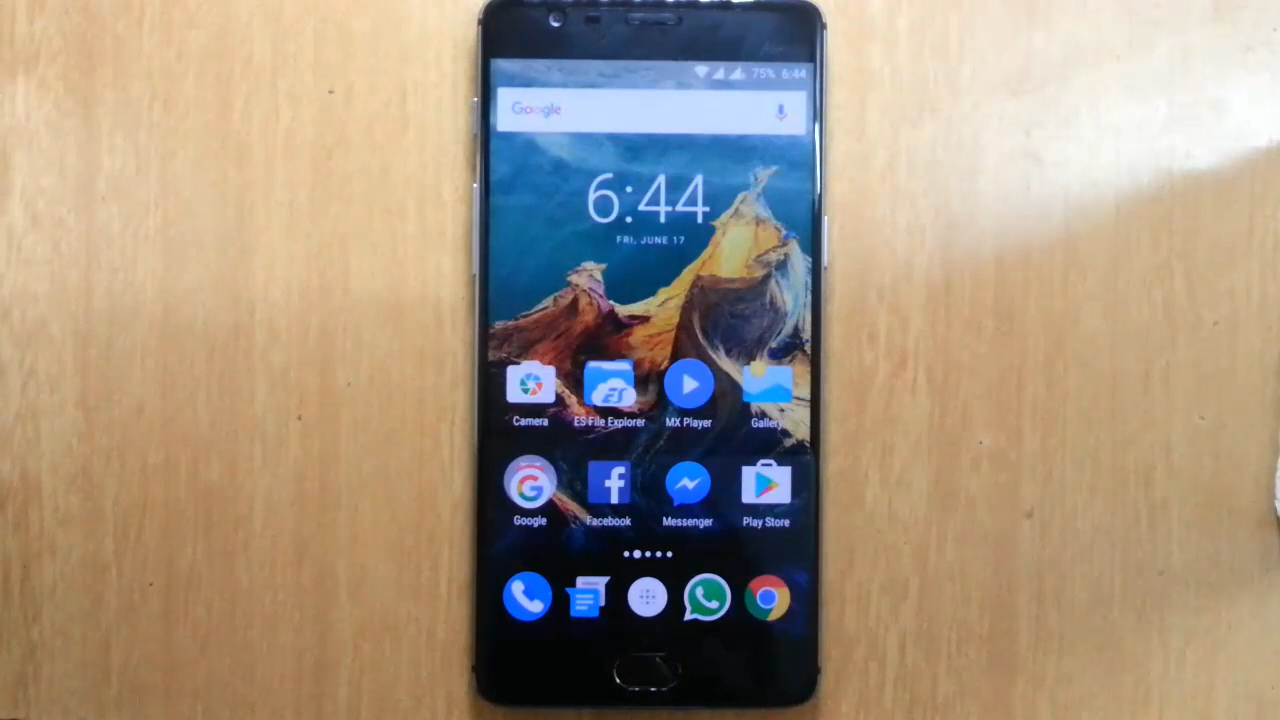 75% 6:44
Google
6:44
FRI, JUNE 17
Camera ES File Explorer MX Player Gallery
Google Facebook Messenger Play Store